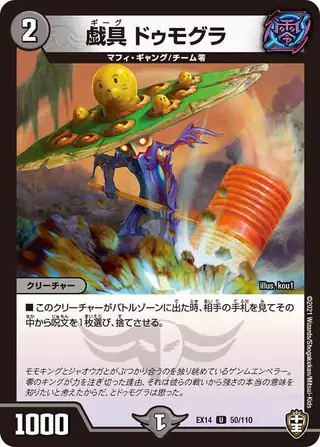 2
ギーグ
戯具 ドゥモグラ
マフィ・ギャング/チーム零
零
illus. kou1
クリーチャー
■このクリーチャーがバトルゾーンに出た時、相手の手札を見てその
中から呪文を1枚選び、捨てさせる。
モモキングとジャオウガとがぶつかり合うのを独り眺めているゲンムエンペラー。
零のキングが力を注ぎ切った理由、それは彼らの戦いから強さの本当の意味を
知りたいと考えたからだ、とドゥモグラは思った。
©2021 Wizards/Shogakukan/Mitsui-Kids
1000
1
EX14 U 50/110